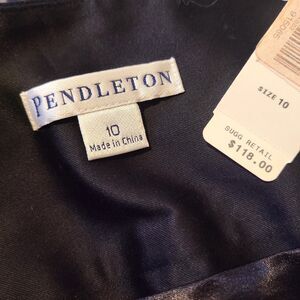 PENDLETON
10
Made in China
SIZE 10
SUGG RETAIL
$118.00